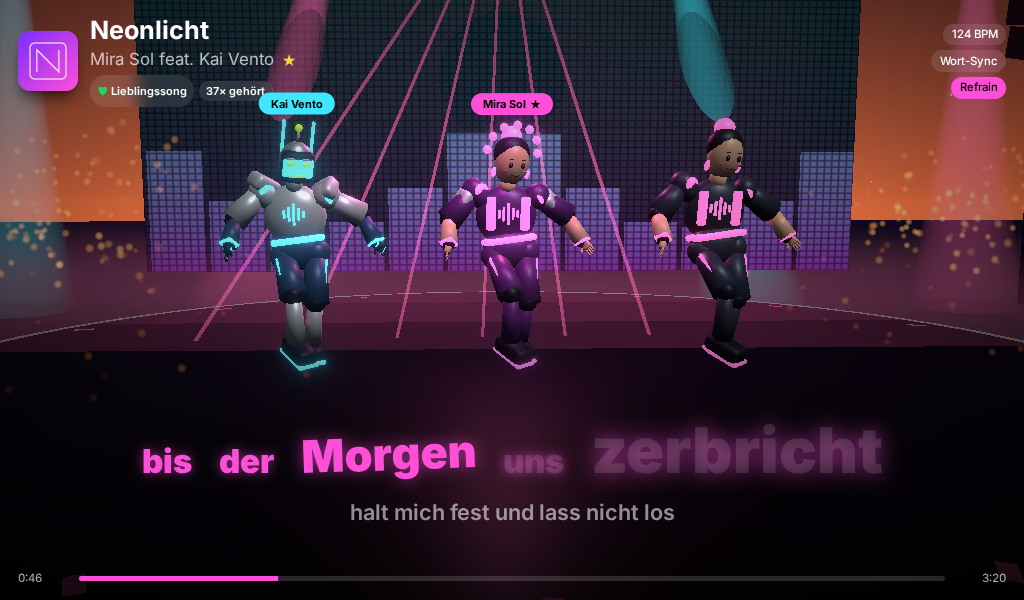 N
Neonlicht
Mira Sol feat. Kai Vento ★
Lieblingssong
37× gehört
124 BPM
Wort-Sync
Refrain
Kai Vento
Mira Sol ★
bis der Morgen uns zerbricht
halt mich fest und lass nicht los
0:46
3:20